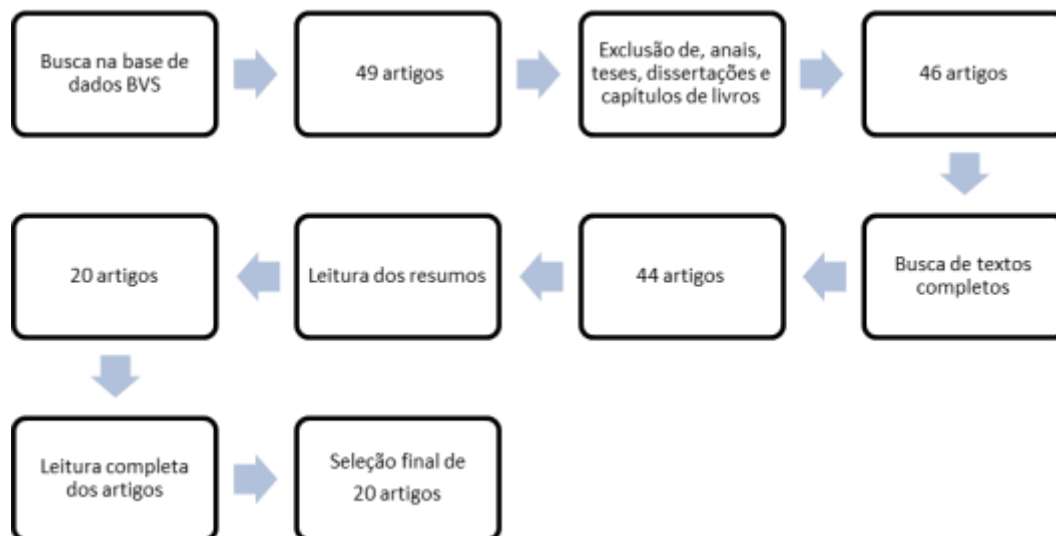 Busca na base de
dados BVS
49 artigos
Exclusão de, anais,
teses, dissertações e
capítulos de livros
46 artigos
Busca de textos
completos
44 artigos
Leitura dos resumos
20 artigos
Leitura completa
dos artigos
Seleção final de
20 artigos